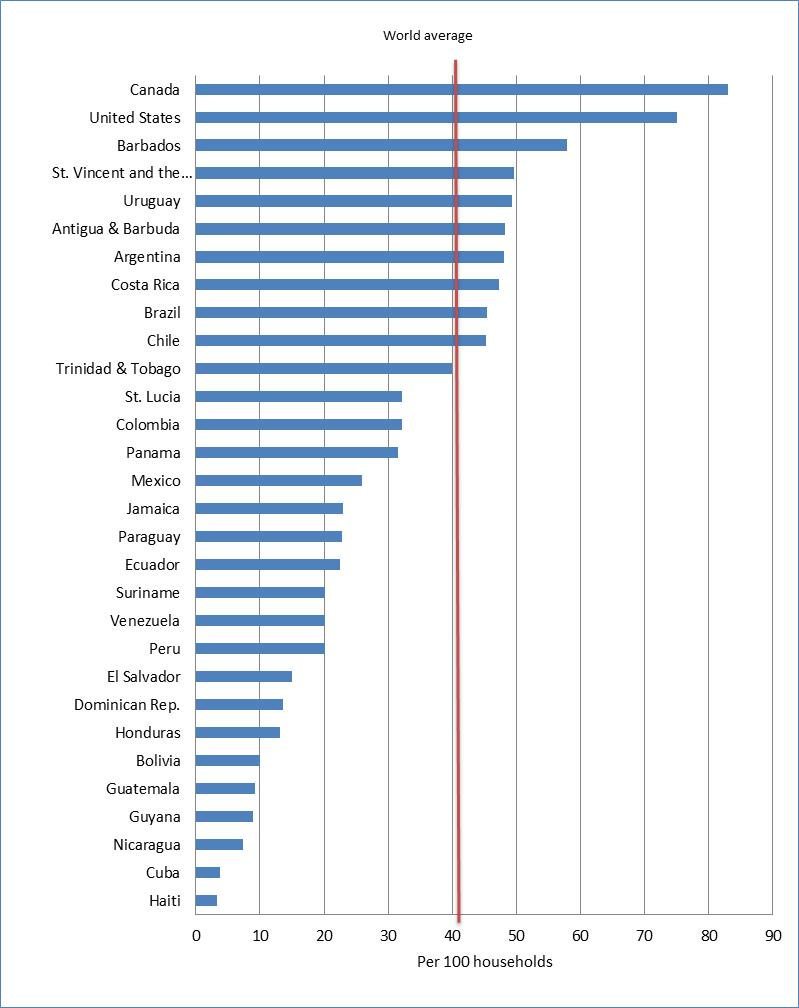 World average
Canada
United States
Barbados
St. Vincent and the...
Uruguay
Antigua & Barbuda
Argentina
Costa Rica
Brazil
Chile
Trinidad & Tobago
St. Lucia
Colombia
Panama
Mexico
Jamaica
Paraguay
Ecuador
Suriname
Venezuela
Peru
El Salvador
Dominican Rep.
Honduras
Bolivia
Guatemala
Guyana
Nicaragua
Cuba
Haiti
0 10 20 30 40 50 60 70 80 90
Per 100 households